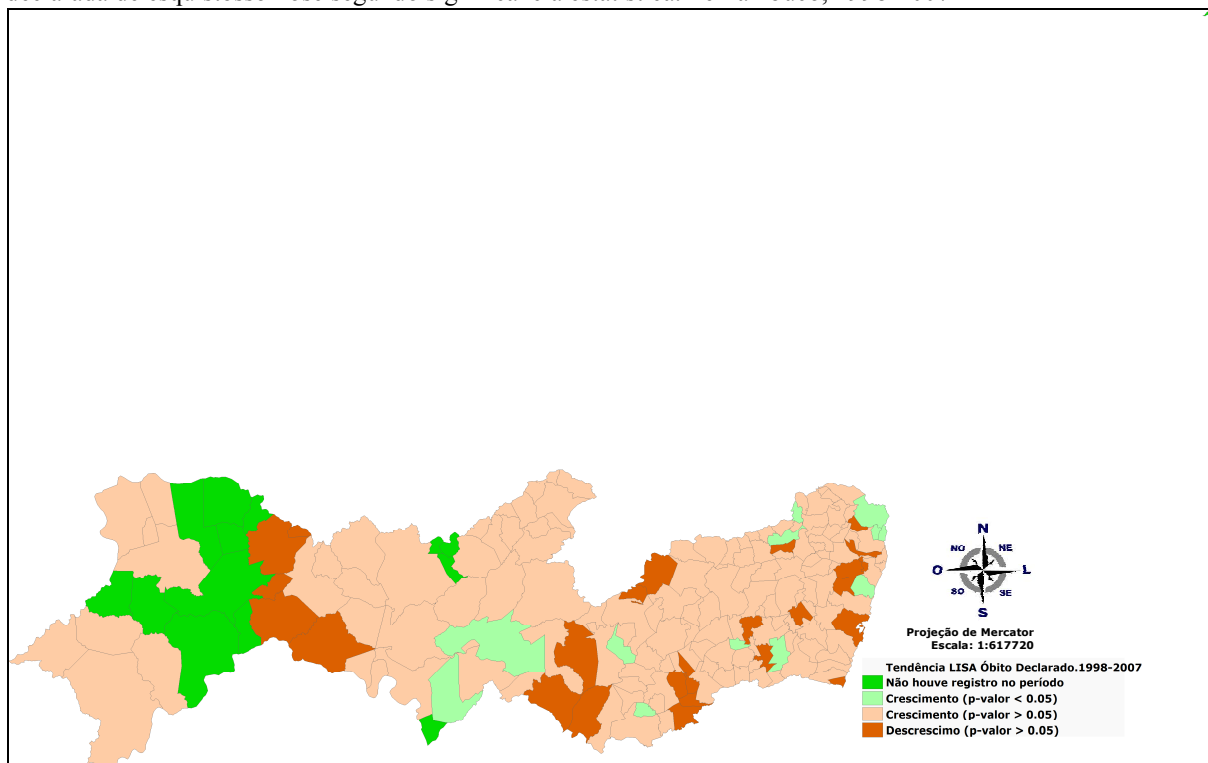 N
NO NE
O L
SO SE
S
Projeção de Mercator
Escala: 1:617720
Tendência LISA Óbito Declarado.1998-2007
Não houve registro no período
Crescimento (p-valor < 0.05)
Crescimento (p-valor > 0.05)
Descrescimo (p-valor > 0.05)